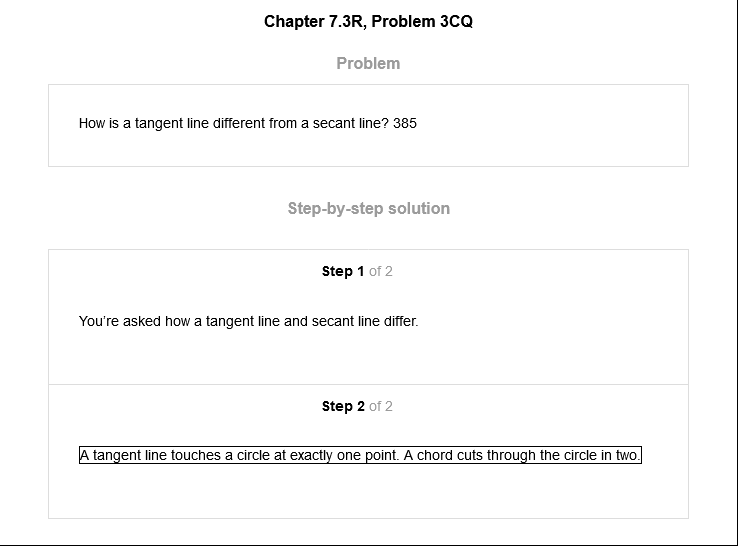 Chapter 7.3R, Problem 3CQ
Problem
How is a tangent line different from a secant line? 385
Step-by-step solution
Step 1 of 2
You’re asked how a tangent line and secant line differ.
Step 2 of 2
A tangent line touches a circle at exactly one point. A chord cuts through the circle in two.